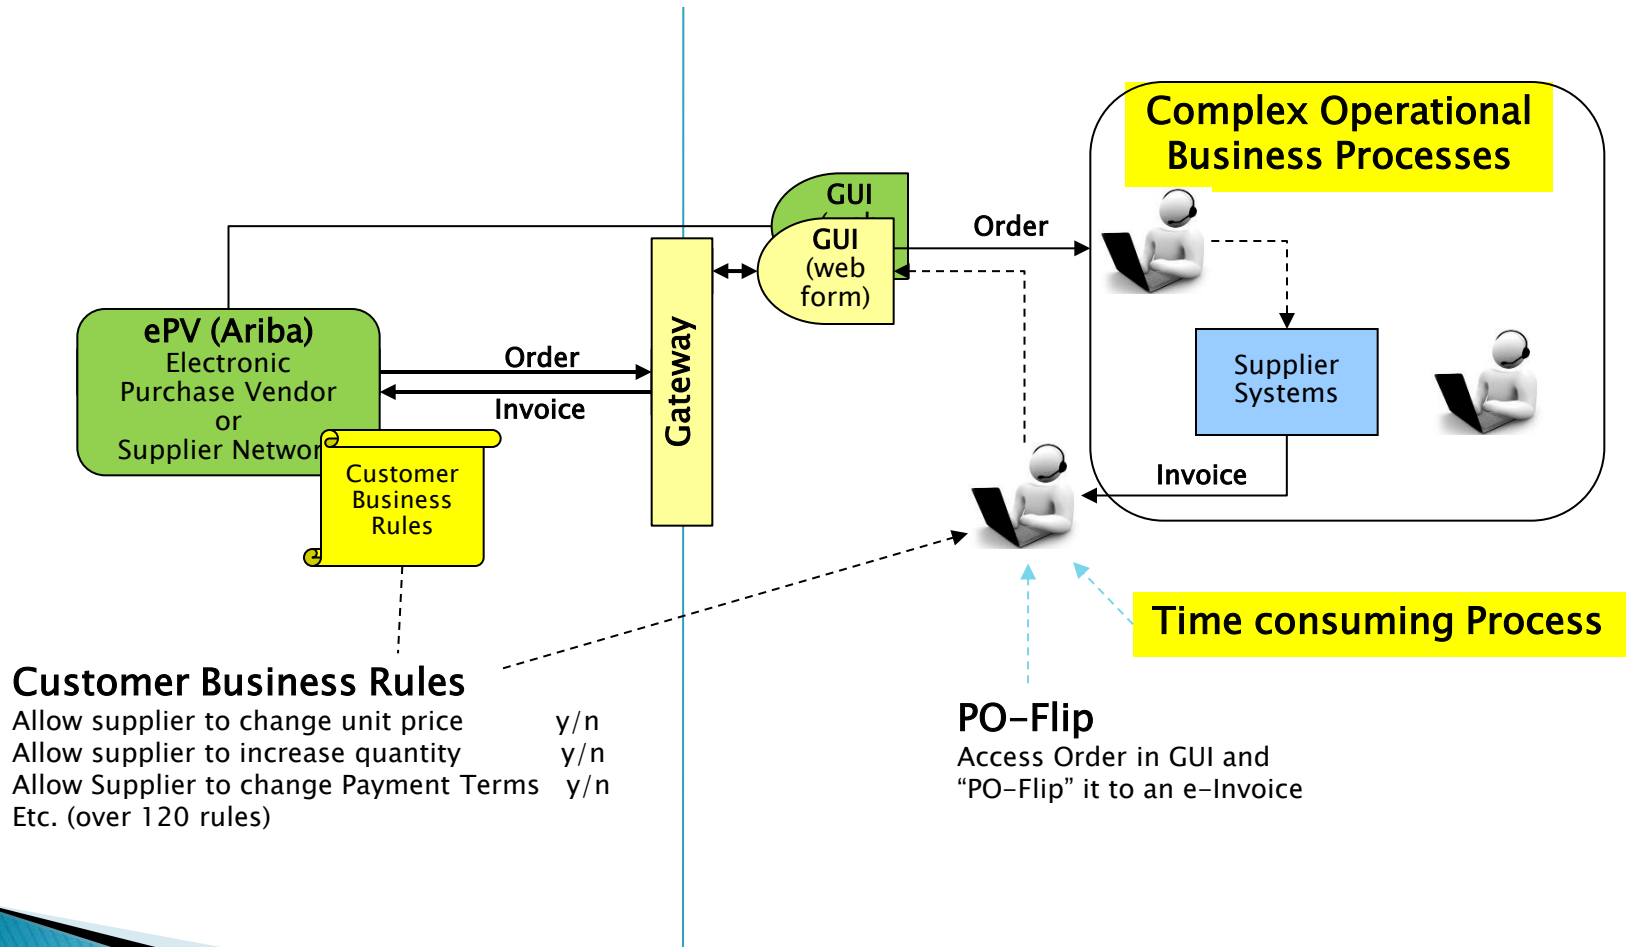 Complex Operational
Business Processes
GUI
GUI
(web
form)
Order
ePV (Ariba)
Electronic
Purchase Vendor
or
Supplier Networ
Order
Invoice
Gateway
Supplier
Systems
Customer
Business
Rules
Invoice
Time consuming Process
Customer Business Rules
Allow supplier to change unit price y/n
Allow supplier to increase quantity y/n
Allow Supplier to change Payment Terms y/n
Etc. (over 120 rules)
PO-Flip
Access Order in GUI and
“PO-Flip” it to an e-Invoice